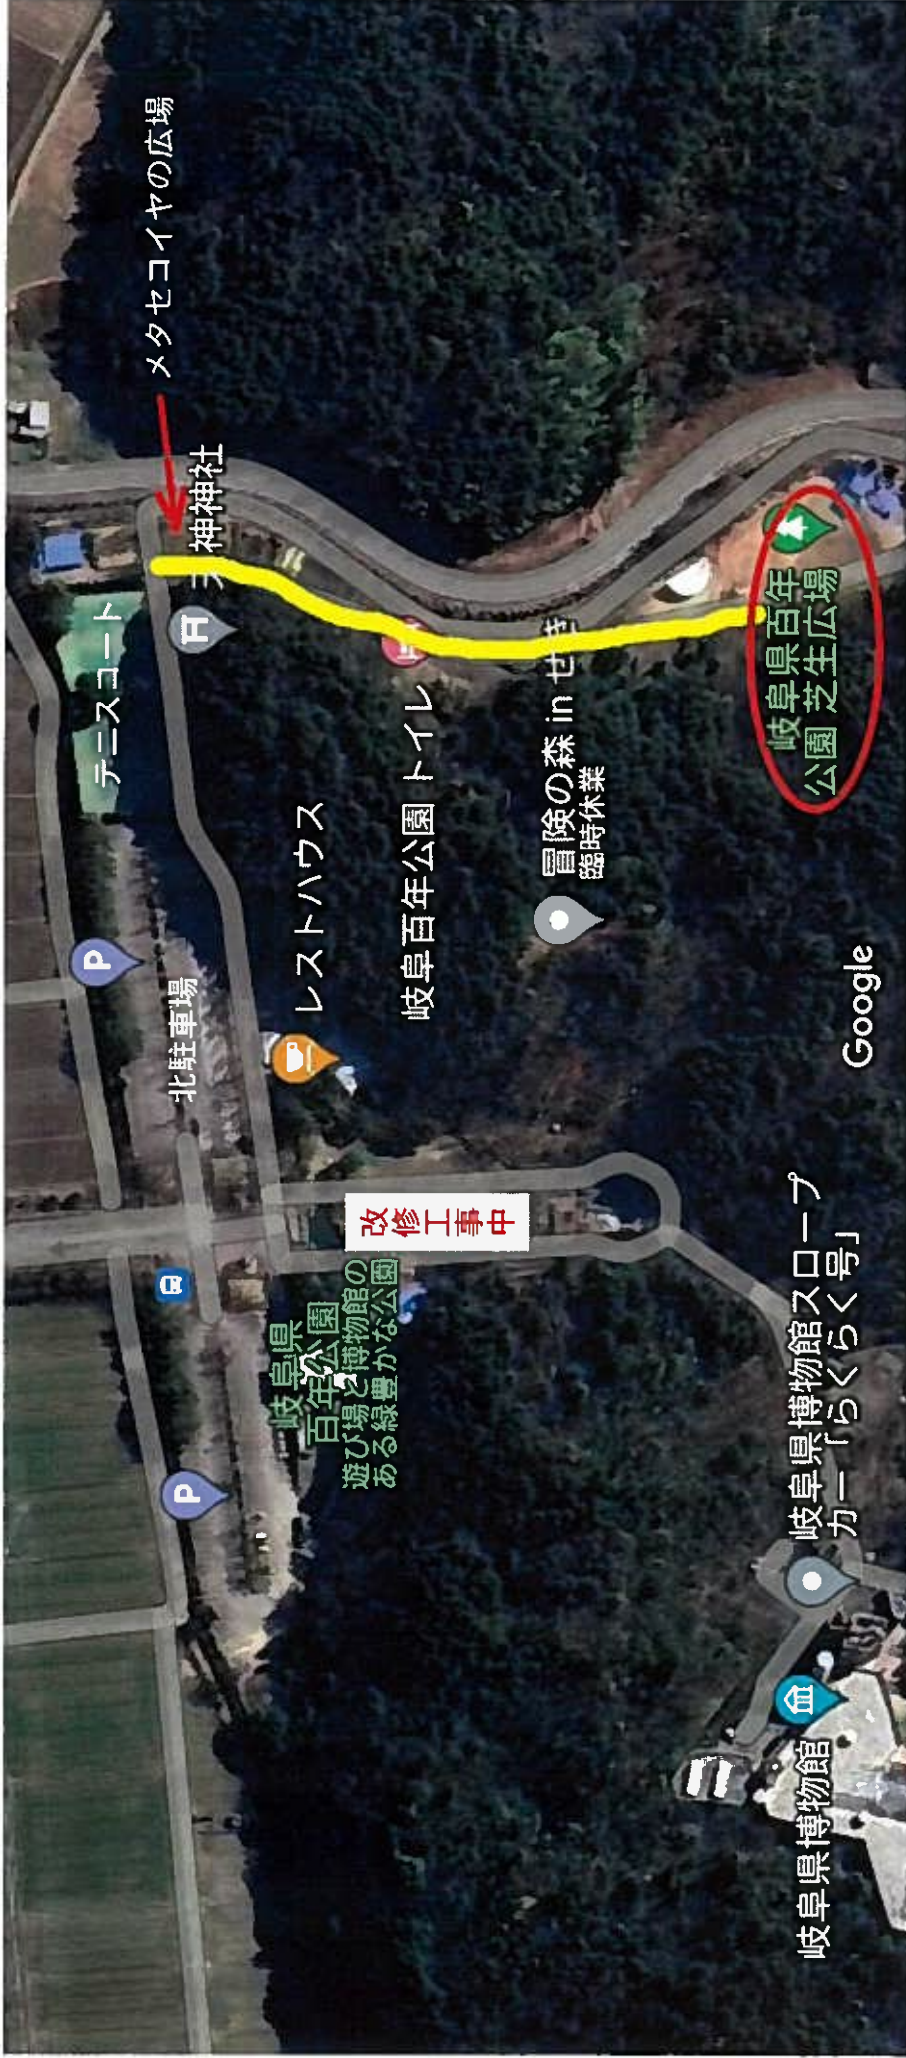 メタセコイヤの広場
テニスコート
天神神社
北駐車場
レストハウス
岐阜百年公園 トイレ
冒険の森 in せき
臨時休業
岐阜県百年
公園 芝生広場
改修工事中
岐阜県
百年公園
遊び場と博物館の
ある緑豊かな公園
P
P
Google
岐阜県博物館スロープ
カー「らくらく号」
岐阜県博物館